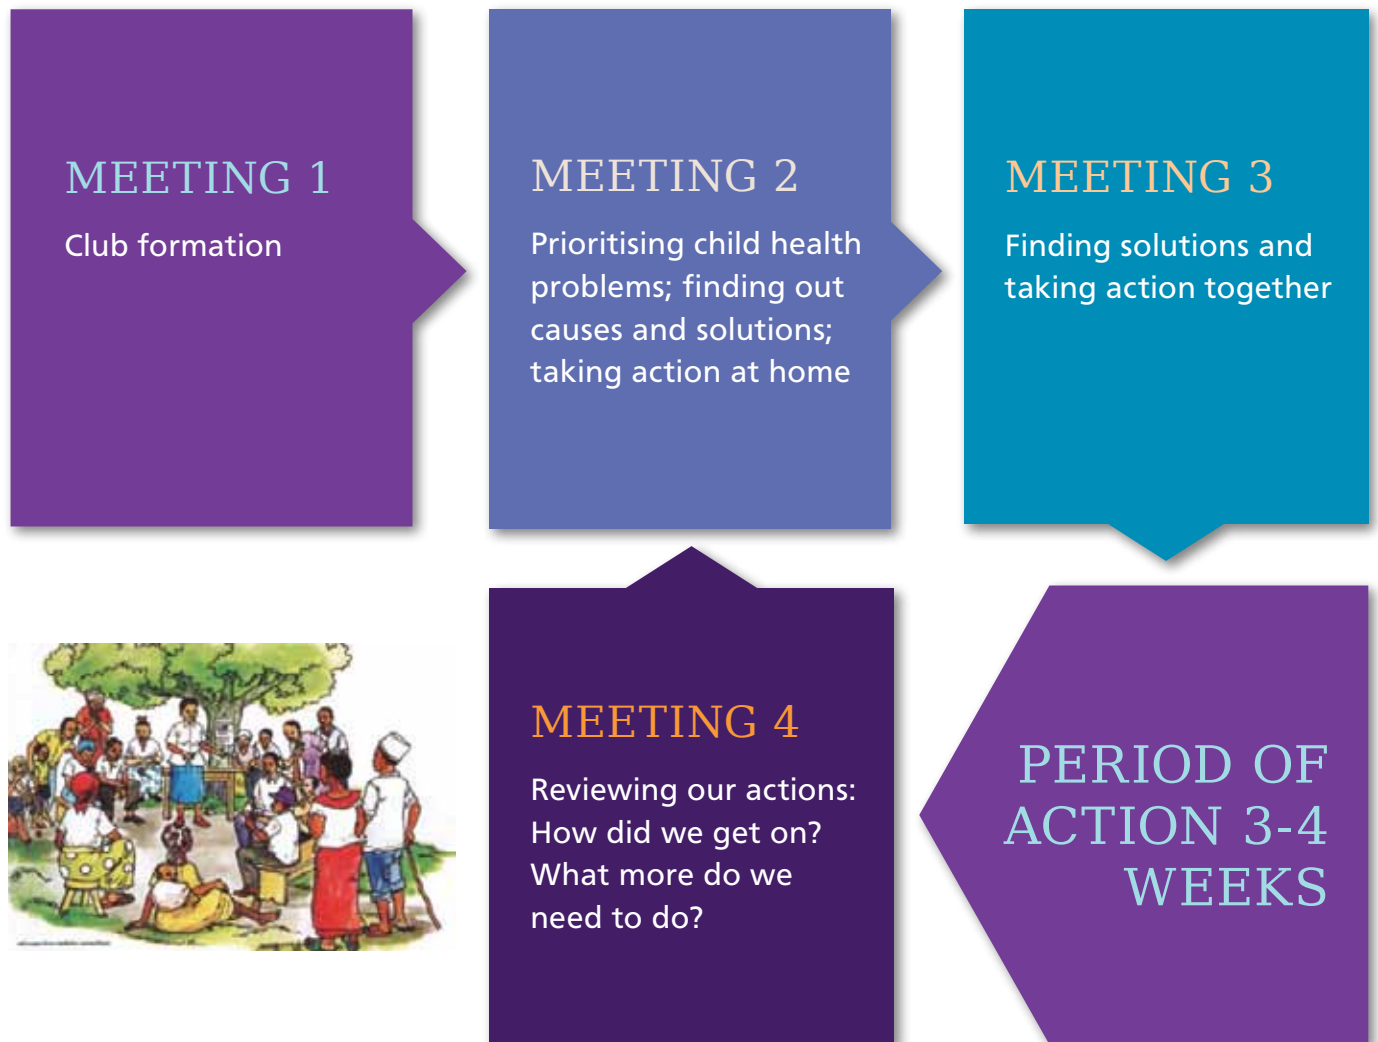 MEETING 1
Club formation
MEETING 2
Prioritising child health
problems; finding out
causes and solutions;
taking action at home
MEETING 3
Finding solutions and
taking action together
PERIOD OF
ACTION 3-4
WEEKS
MEETING 4
Reviewing our actions:
How did we get on?
What more do we
need to do?